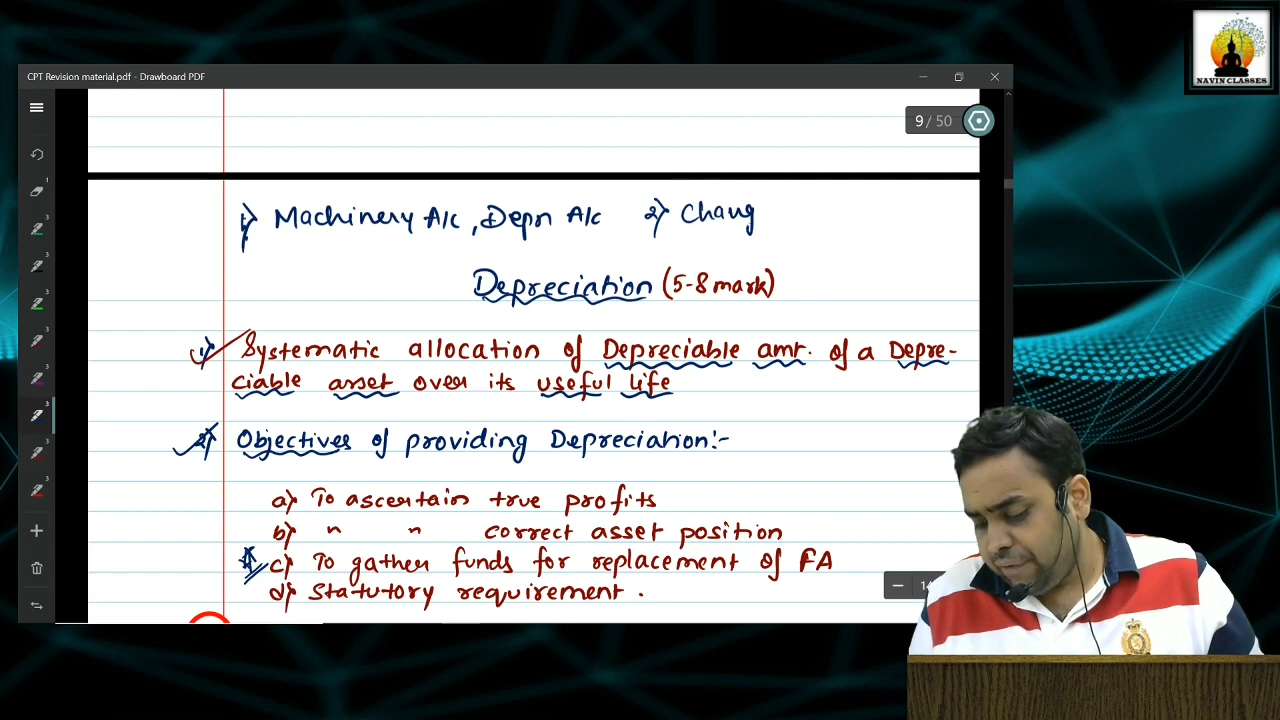 NAVIN CLASSES
CPT Revision material.pdf - Drawboard PDF
9 / 50
1) Machinery A/c, Depn A/c 2) Chang
Depreciation (5-8 mark)
1) Systematic allocation of Depreciable amt. of a Depre-
ciable asset over its useful life
2) Objectives of providing Depreciation:-
a) To ascertain true profits
b) " " correct asset position
c) To gather funds for replacement of FA
d) Statutory requirement.